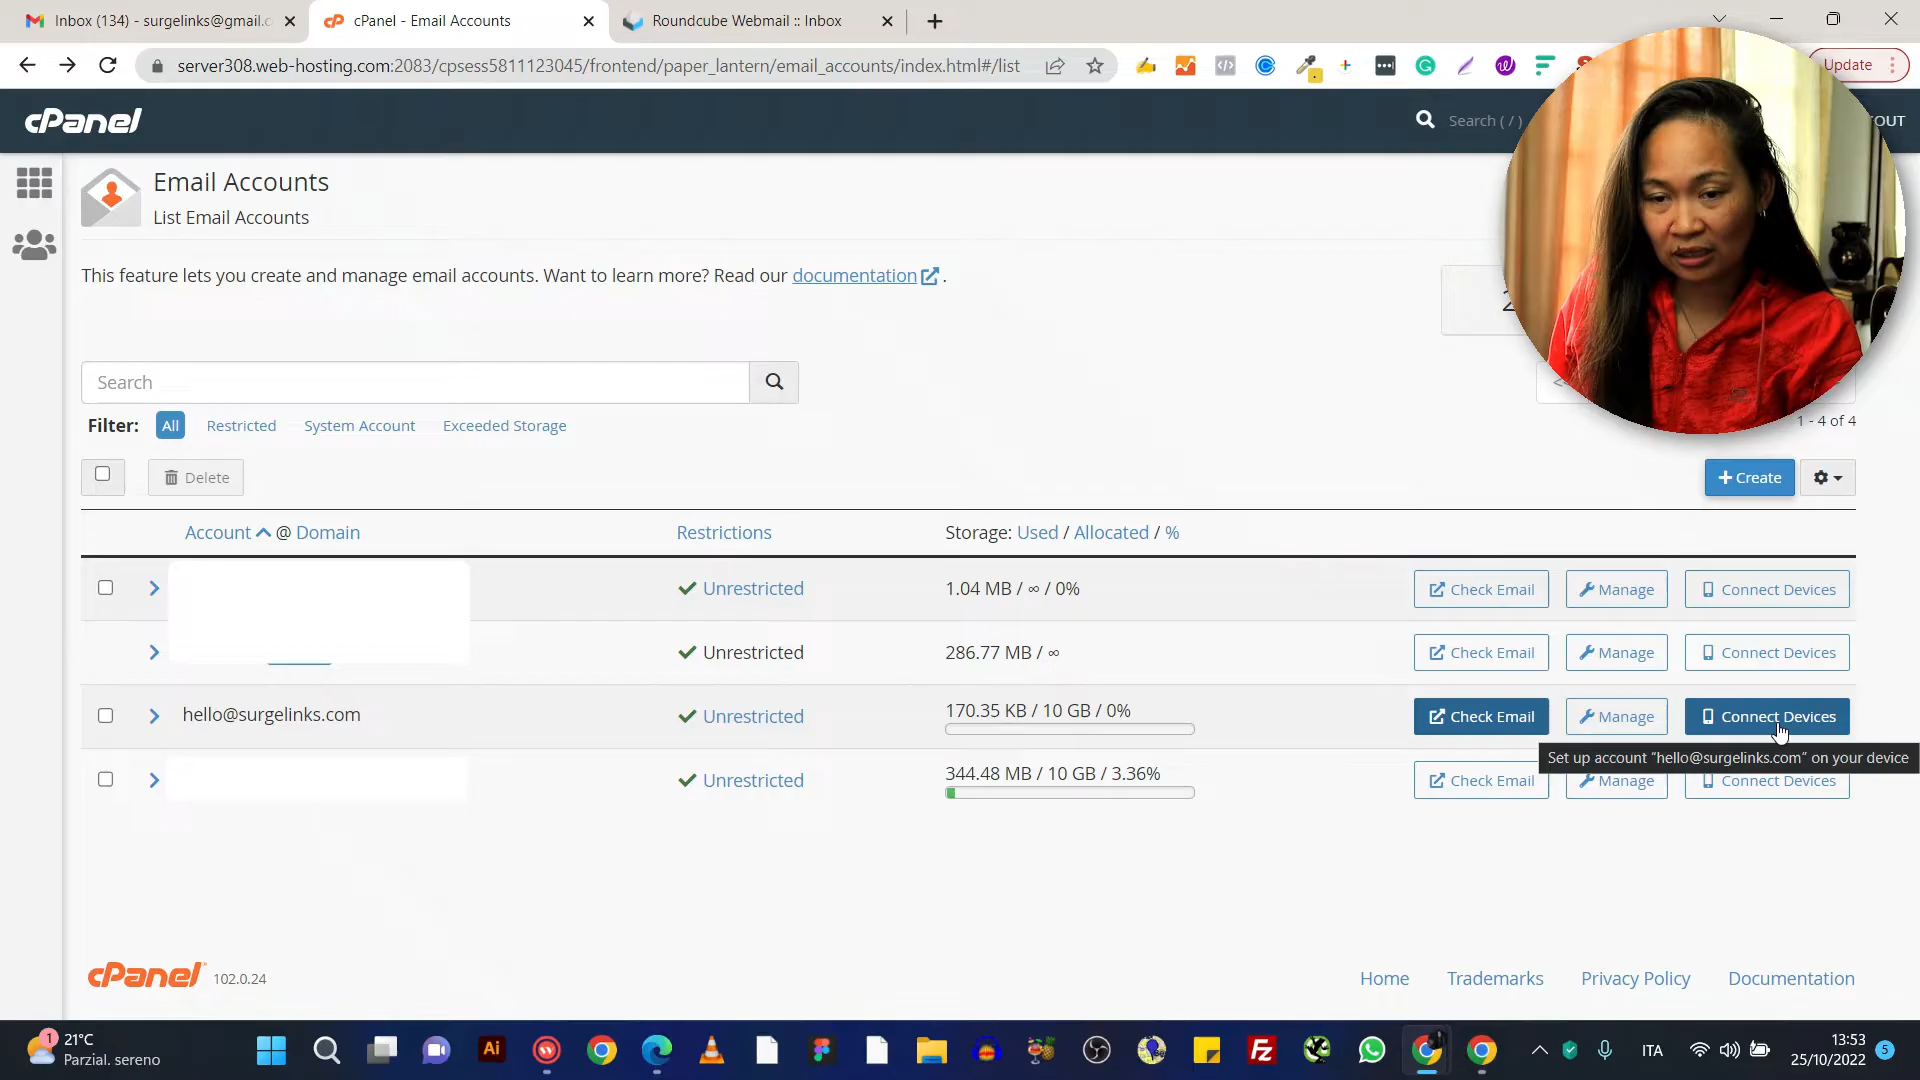 Inbox (134) - surgelinks@gmail.c
cPanel - Email Accounts
Roundcube Webmail :: Inbox
server308.web-hosting.com:2083/cpsess5811123045/frontend/paper_lantern/email_accounts/index.html#/list
Update
cPanel
Search ( / )
OUT
Email Accounts
List Email Accounts
This feature lets you create and manage email accounts. Want to learn more? Read our documentation .
Search
Filter: All Restricted System Account Exceeded Storage
1 - 4 of 4
Delete
Create
Account @ Domain
Restrictions
Storage: Used / Allocated / %
Unrestricted
1.04 MB / ∞ / 0%
Check Email
Manage
Connect Devices
Unrestricted
286.77 MB / ∞
Check Email
Manage
Connect Devices
hello@surgelinks.com
Unrestricted
170.35 KB / 10 GB / 0%
Check Email
Manage
Connect Devices
Set up account “hello@surgelinks.com” on your device
Unrestricted
344.48 MB / 10 GB / 3.36%
Check Email
Manage
Connect Devices
cPanel 102.0.24
Home
Trademarks
Privacy Policy
Documentation
1
21°C
Parzial. sereno
Ai
Fz
ITA
13:53
25/10/2022
5